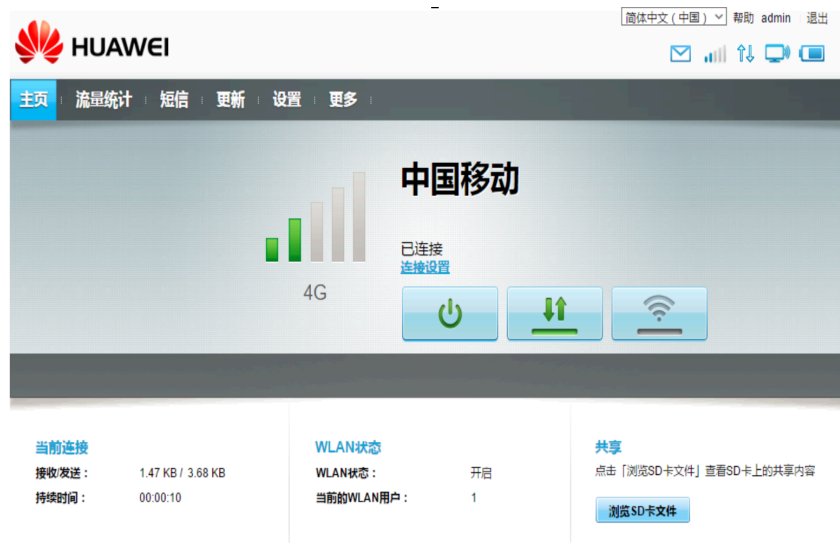 简体中文 ( 中国 ) 帮助 admin 退出
HUAWEI
主页 流量统计 短信 更新 设置 更多
中国移动
已连接
连接设置
4G
当前连接
接收/发送： 1.47 KB / 3.68 KB
持续时间： 00:00:10
WLAN状态
WLAN状态： 开启
当前的WLAN用户： 1
共享
点击「浏览SD卡文件」查看SD卡上的共享内容
浏览SD卡文件